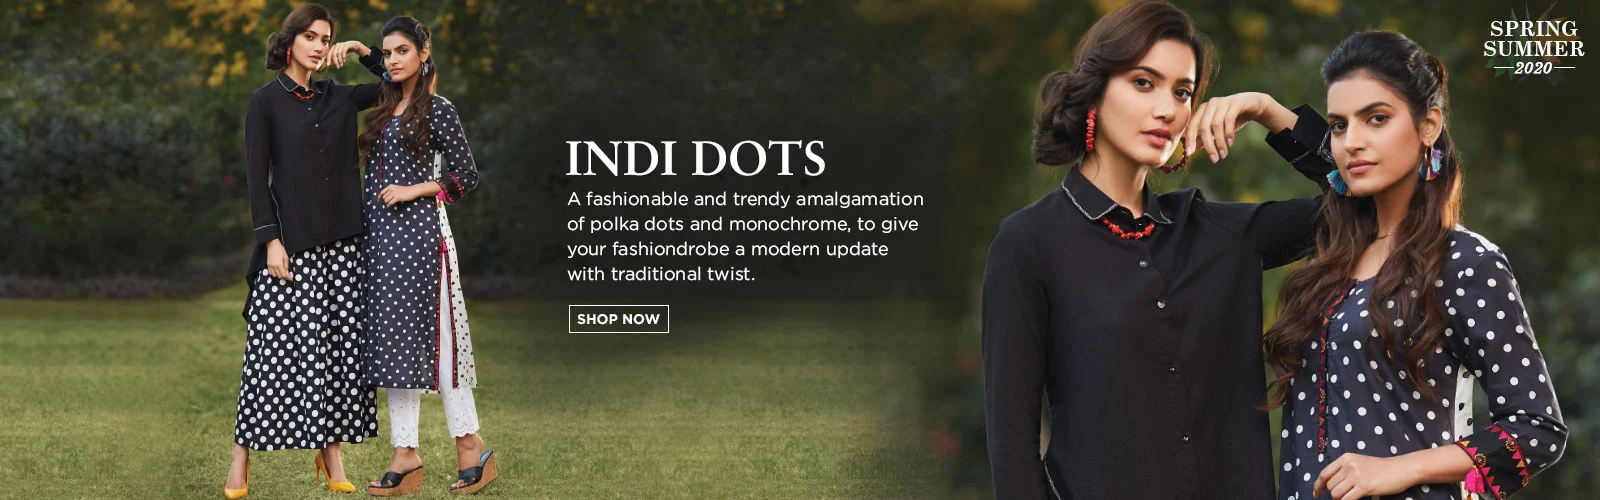 SPRING
SUMMER
2020
INDI DOTS
A fashionable and trendy amalgamation
of polka dots and monochrome, to give
your fashiondrobe a modern update
with traditional twist.
SHOP NOW